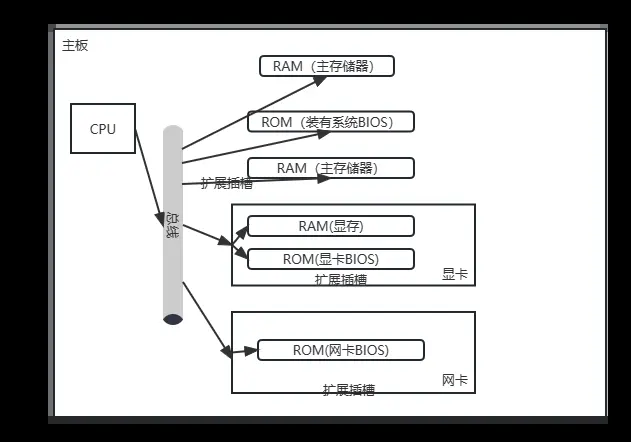 主板
RAM（主存储器）
CPU
ROM（装有系统BIOS）
RAM（主存储器）
扩展插槽
总线
RAM(显存)
ROM(显卡BIOS)
显卡
扩展插槽
ROM(网卡BIOS)
网卡
扩展插槽